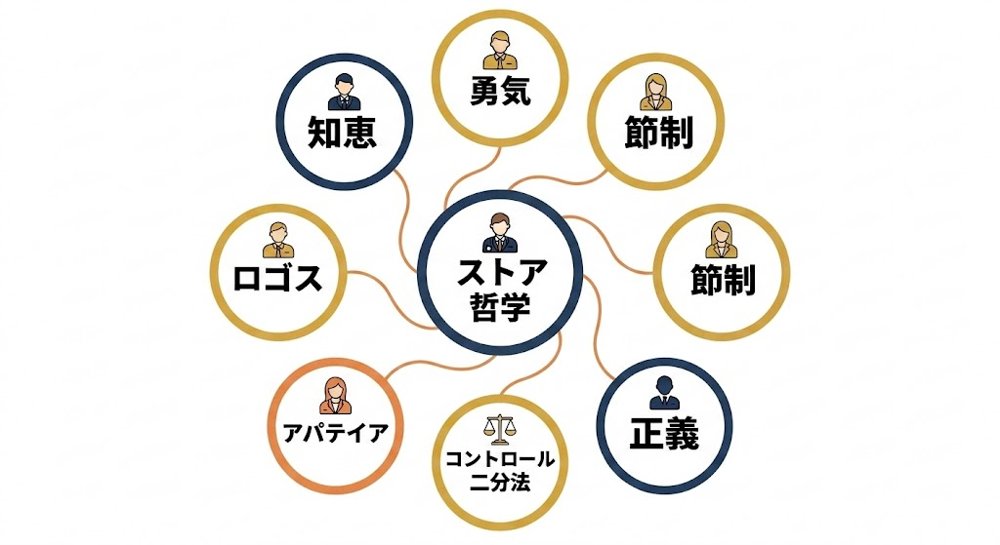 勇気
知恵
節制
ロゴス
ストア
哲学
節制
アパテイア
コントロール
二分法
正義